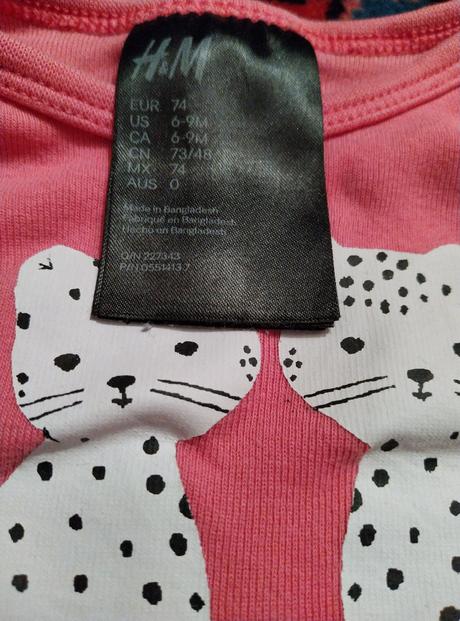 H&M
EUR 74
US 6-9M
CA 6-9M
CN 73/48
MX 74
AUS 0
Made in Bangladesh
Fabriqué en Bangladesh
Hecho en Bangladesh
O/N 227343
P/N 0551413 7